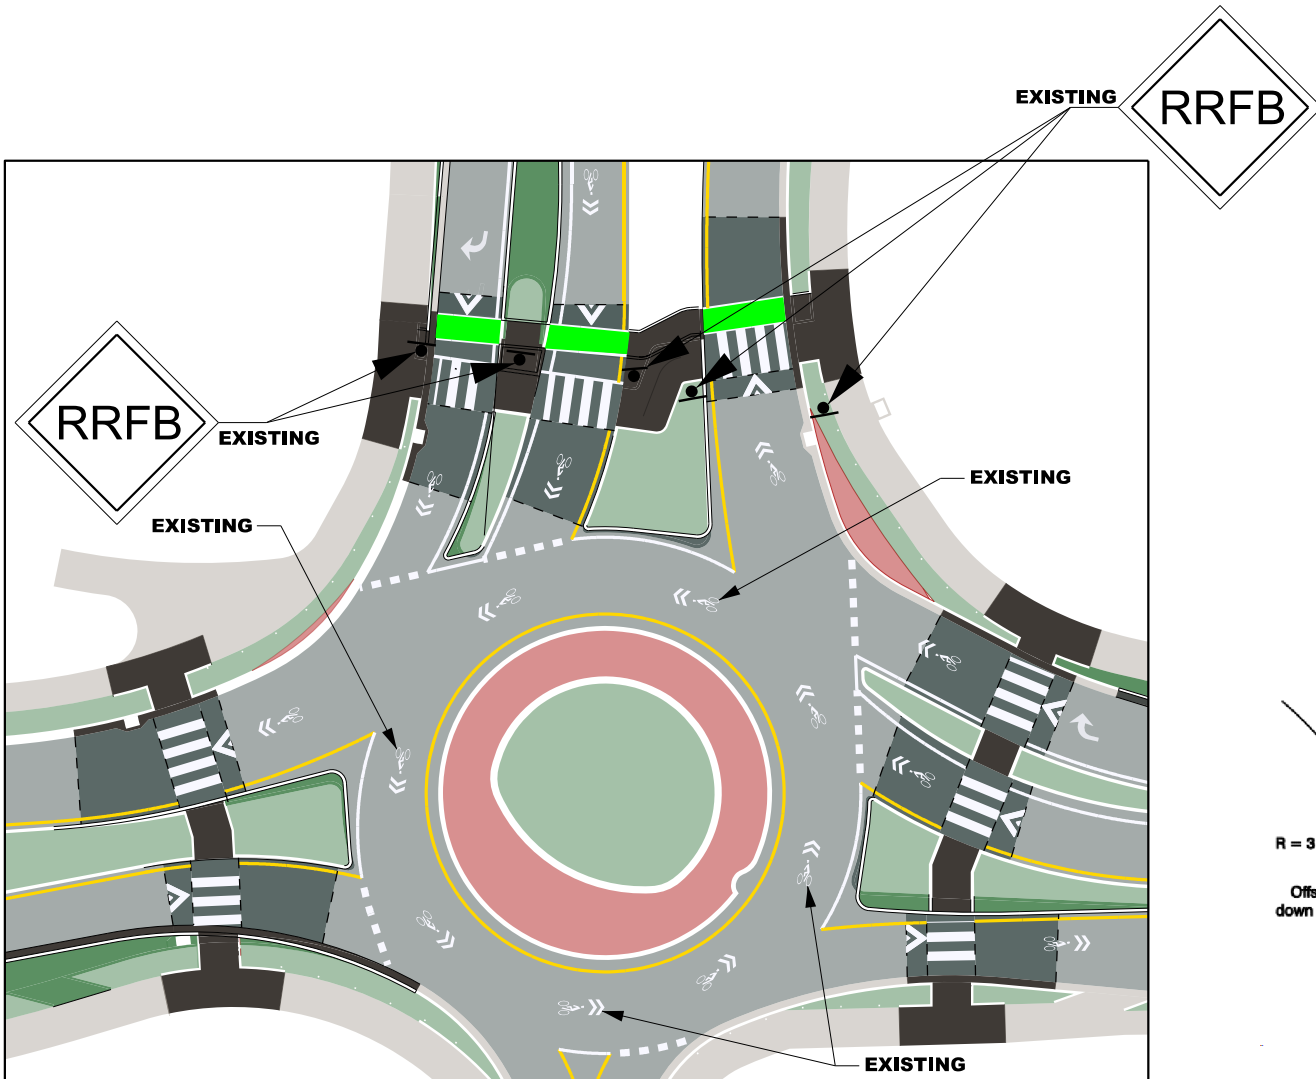 EXISTING
RRFB
RRFB
EXISTING
EXISTING
EXISTING
R = 3
Offs
down
EXISTING